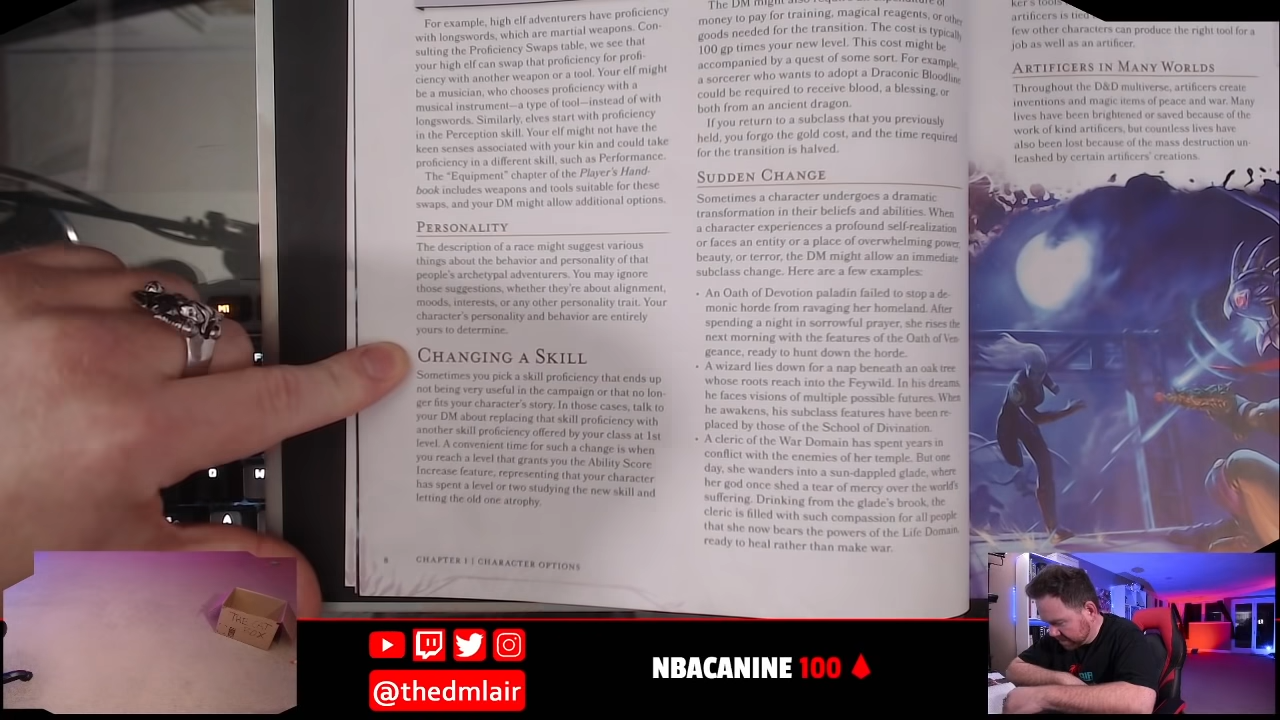 For example, high elf adventurers have proficiency
with longswords, which are martial weapons. Con-
sulting the Proficiency Swaps table, we see that
your high elf can swap that proficiency for profi-
ciency with another weapon or a tool. Your elf might
be a musician, who chooses proficiency with a
musical instrument—a type of tool—instead of with
longswords. Similarly, elves start with proficiency
in the Perception skill. Your elf might not have the
keen senses associated with your kin and could take
proficiency in a different skill, such as Performance.
The "Equipment" chapter of the Player's Hand-
book includes weapons and tools suitable for these
swaps, and your DM might allow additional options.
Personality
The description of a race might suggest various
things about the behavior and personality of that
people's archetypal adventurers. You may ignore
those suggestions, whether they're about alignment,
moods, interests, or any other personality trait. Your
character's personality and behavior are entirely
yours to determine.
Changing a Skill
Sometimes you pick a skill proficiency that ends up
not being very useful in the campaign or that no lon-
ger fits your character's story. In those cases, talk to
your DM about replacing that skill proficiency with
another skill proficiency offered by your class at 1st
level. A convenient time for such a change is when
you reach a level that grants you the Ability Score
Increase feature, representing that your character
has spent a level or two studying the new skill and
letting the old one atrophy.
8 CHAPTER 1 | CHARACTER OPTIONS
The DM might also require an expenditure of
money to pay for training, magical reagents, or other
goods needed for the transition. The cost is typically
100 gp times your new level. This cost might be
accompanied by a quest of some sort. For example,
a sorcerer who wants to adopt a Draconic Bloodline
could be required to receive blood, a blessing, or
both from an ancient dragon.
If you return to a subclass that you previously
held, you forgo the gold cost, and the time required
for the transition is halved.
Sudden Change
Sometimes a character undergoes a dramatic
transformation in their beliefs and abilities. When
a character experiences a profound self-realization
or faces an entity or a place of overwhelming power,
beauty, or terror, the DM might allow an immediate
subclass change. Here are a few examples:
• An Oath of Devotion paladin failed to stop a de-
monic horde from ravaging her homeland. After
spending a night in sorrowful prayer, she rises the
next morning with the features of the Oath of Ven-
geance, ready to hunt down the horde.
• A wizard lies down for a nap beneath an oak tree
whose roots reach into the Feywild. In his dreams,
he faces visions of multiple possible futures. When
he awakens, his subclass features have been re-
placed by those of the School of Divination.
• A cleric of the War Domain has spent years in
conflict with the enemies of her temple. But one
day, she wanders into a sun-dappled glade, where
her god once shed a tear of mercy over the world's
suffering. Drinking from the glade's brook, the
cleric is filled with such compassion for all people
that she now bears the powers of the Life Domain,
ready to heal rather than make war.
ker's tools
artificers is tied
few other characters can produce the right tool for a
job as well as an artificer.
Artificers in Many Worlds
Throughout the D&D multiverse, artificers create
inventions and magic items of peace and war. Many
lives have been brightened or saved because of the
work of kind artificers, but countless lives have
also been lost because of the mass destruction un-
leashed by certain artificers' creations.
@thedmlair
NBACANINE 100